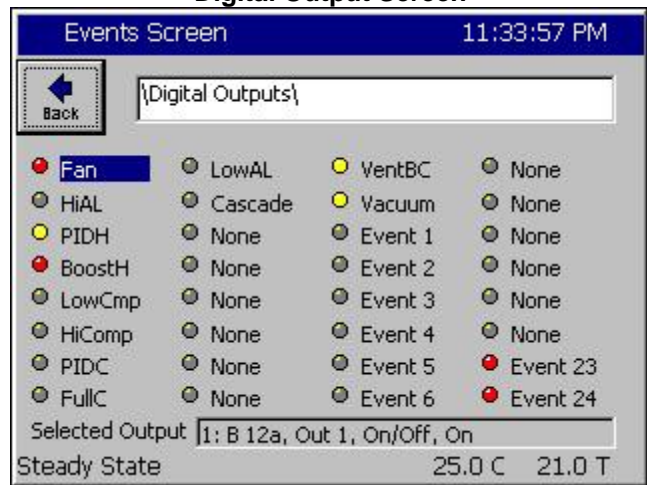 Digital Output Screen
Events Screen 11:33:57 PM
Back
\Digital Outputs\
Fan LowAL VentBC None
HiAL Cascade Vacuum None
PIDH None Event 1 None
BoostH None Event 2 None
LowCmp None Event 3 None
HiComp None Event 4 None
PIDC None Event 5 Event 23
FullC None Event 6 Event 24
Selected Output 1: B 12a, Out 1, On/Off, On
Steady State 25.0 C 21.0 T